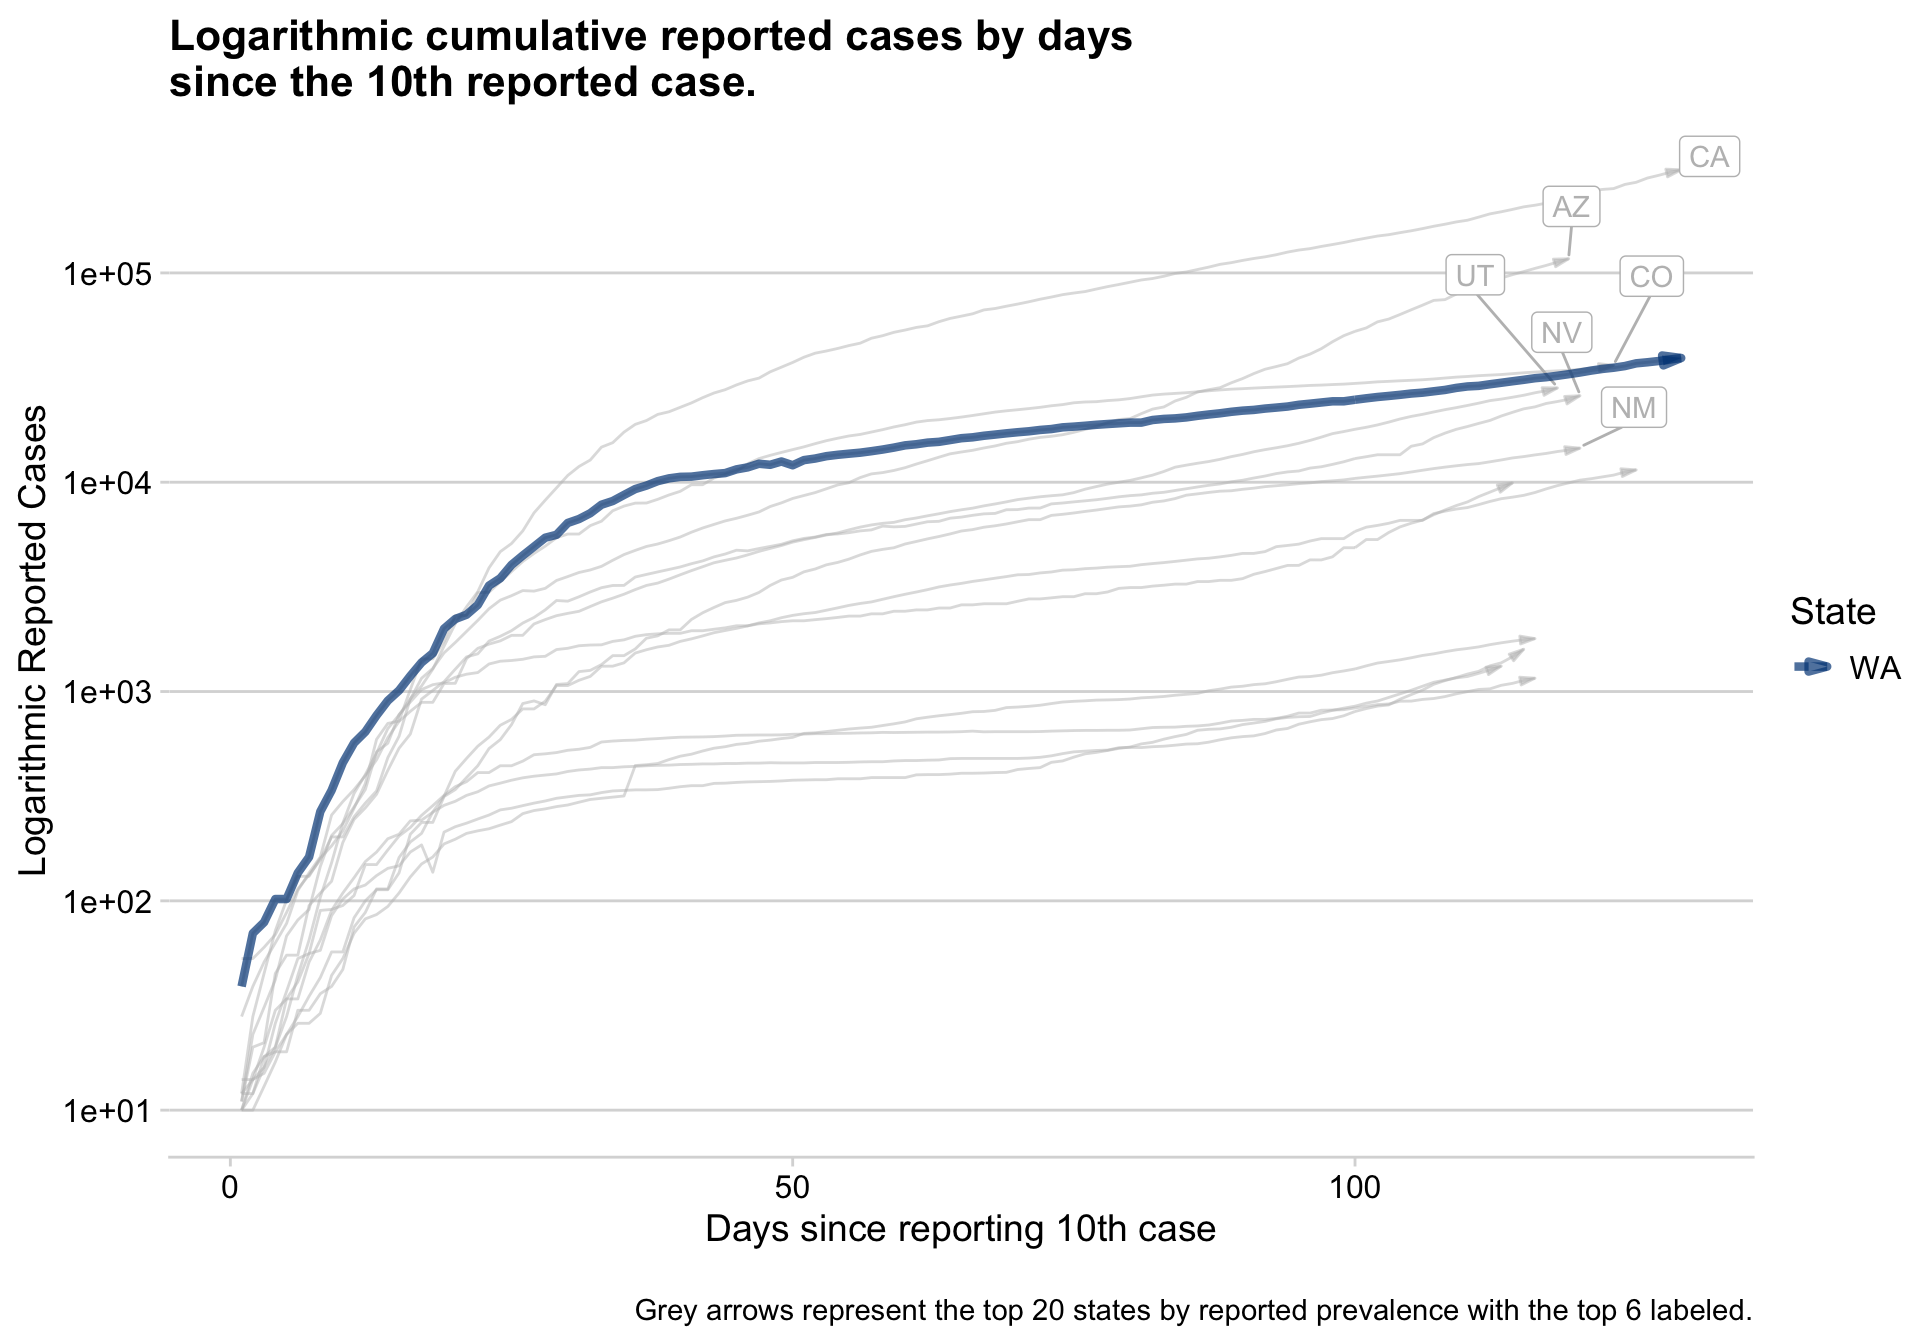 Logarithmic cumulative reported cases by days
since the 10th reported case.
CA
AZ
UT
CO
NV
NM
1e+05
1e+04
1e+03
1e+02
1e+01
Logarithmic Reported Cases
0
50
100
Days since reporting 10th case
State
WA
Grey arrows represent the top 20 states by reported prevalence with the top 6 labeled.